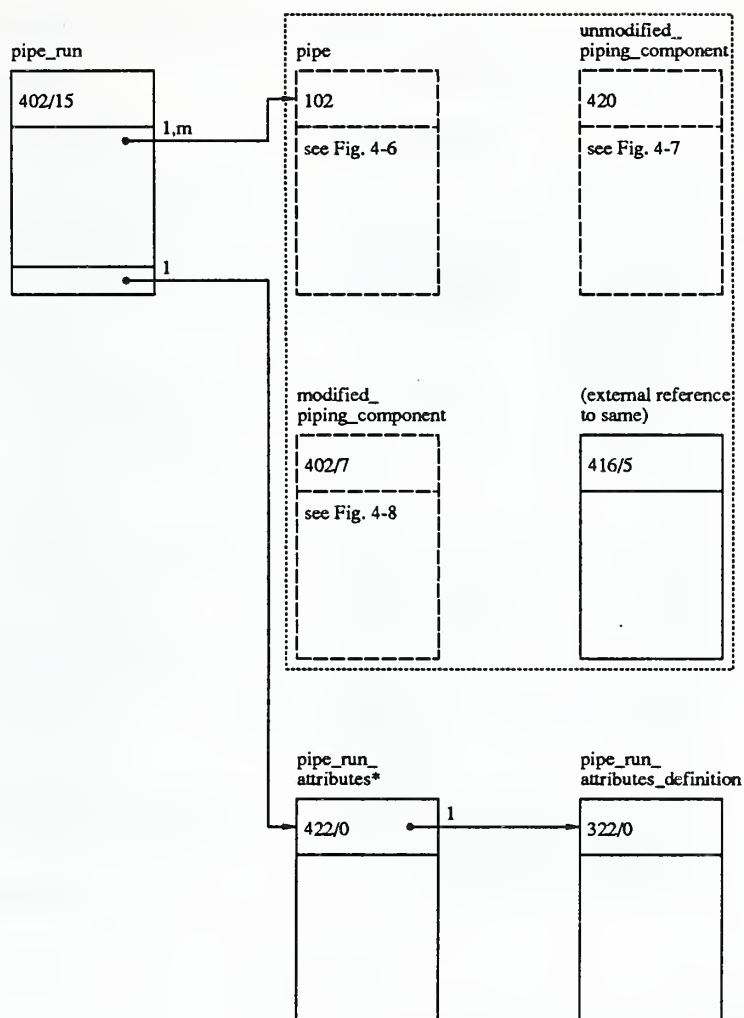 pipe_run
402/15
1,m
1
pipe
102
see Fig. 4-6
unmodified_
piping_component
420
see Fig. 4-7
modified_
piping_component
402/7
see Fig. 4-8
(external reference
to same)
416/5
pipe_run_
attributes*
422/0
1
pipe_run_
attributes_definition
322/0